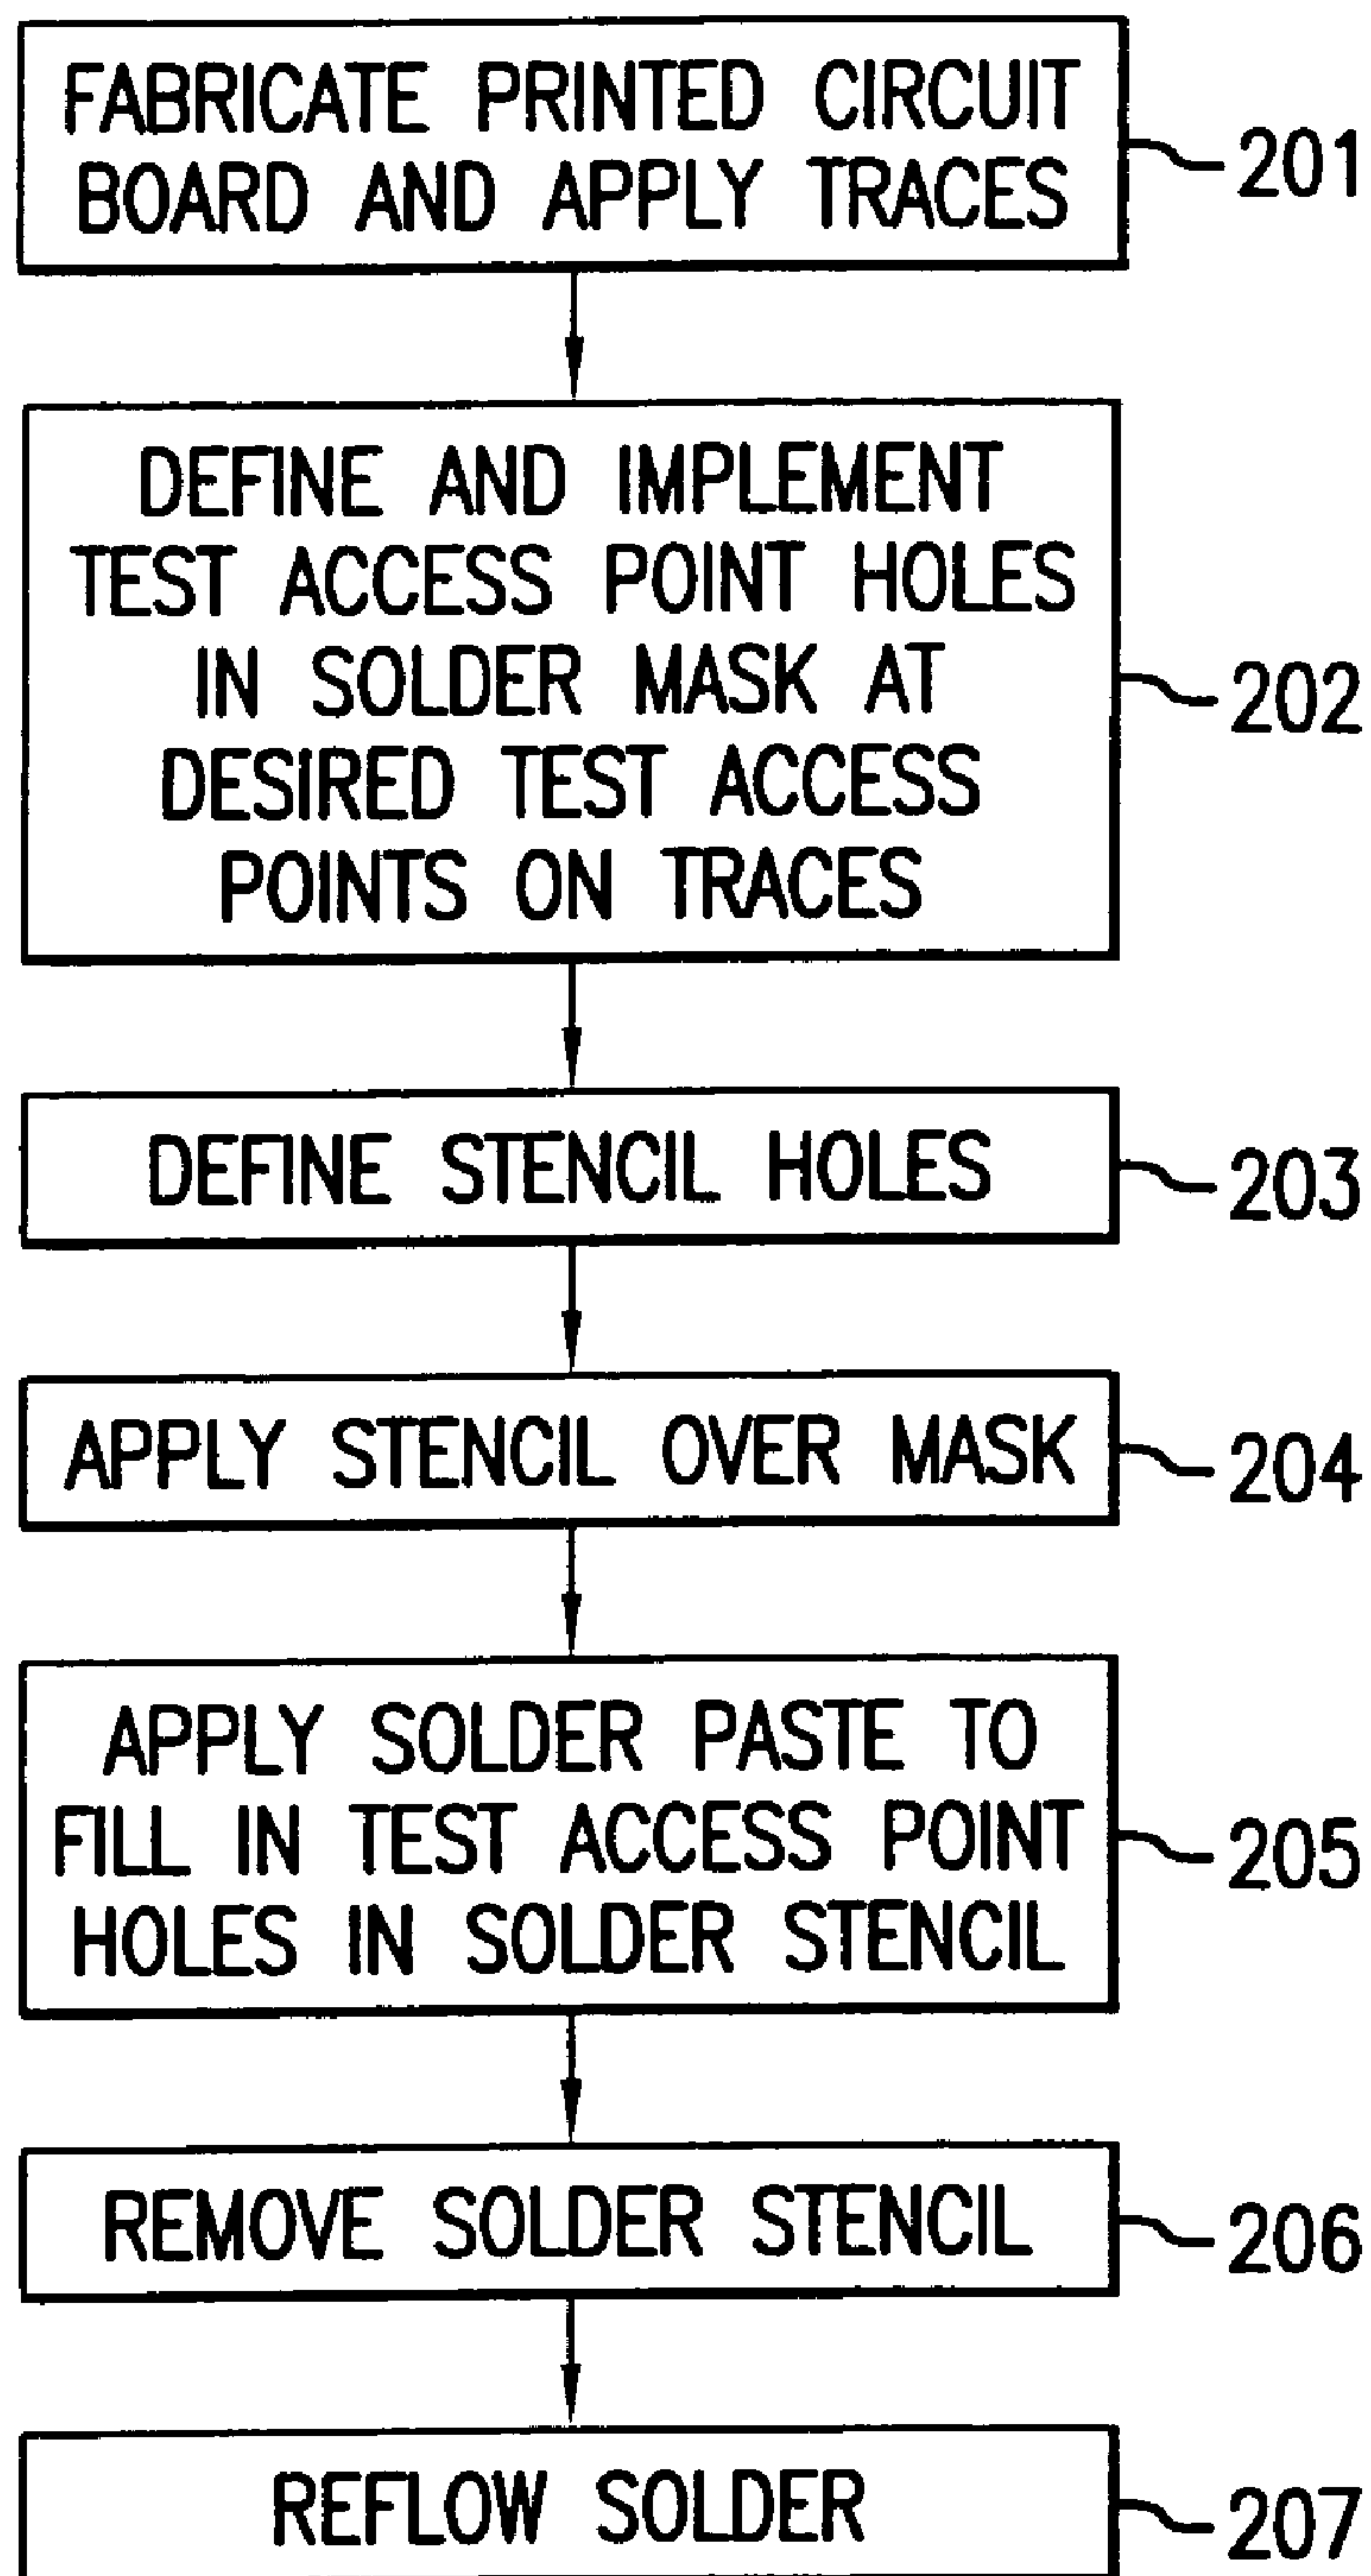 FABRICATE PRINTED CIRCUIT
BOARD AND APPLY TRACES
201
DEFINE AND IMPLEMENT
TEST ACCESS POINT HOLES
IN SOLDER MASK AT
DESIRED TEST ACCESS
POINTS ON TRACES
202
DEFINE STENCIL HOLES
203
APPLY STENCIL OVER MASK
204
APPLY SOLDER PASTE TO
FILL IN TEST ACCESS POINT
HOLES IN SOLDER STENCIL
205
REMOVE SOLDER STENCIL
206
REFLOW SOLDER
207